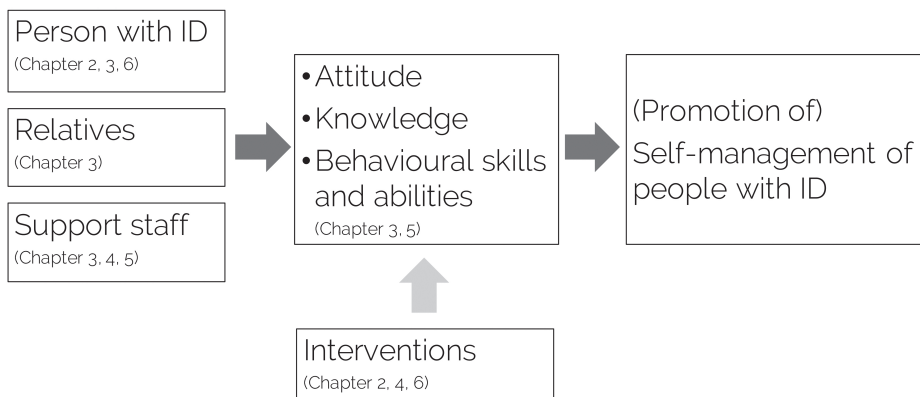 Person with ID
(Chapter 2, 3, 6)
Relatives
(Chapter 3)
Support staff
(Chapter 3, 4, 5)
•Attitude
•Knowledge
•Behavioural skills
and abilities
(Chapter 3, 5)
(Promotion of)
Self-management of
people with ID
Interventions
(Chapter 2, 4, 6)